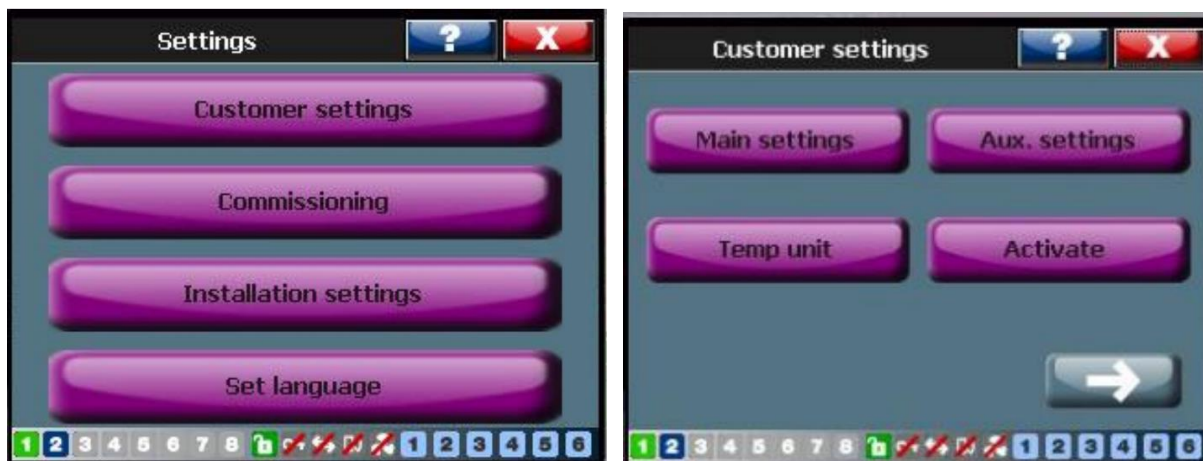 Settings ? X
Customer settings
Commissioning
Installation settings
Set language
1 2 3 4 5 6 7 8 1 2 3 4 5 6
Customer settings ? X
Main settings Aux. settings
Temp unit Activate
1 2 3 4 5 6 7 8 1 2 3 4 5 6